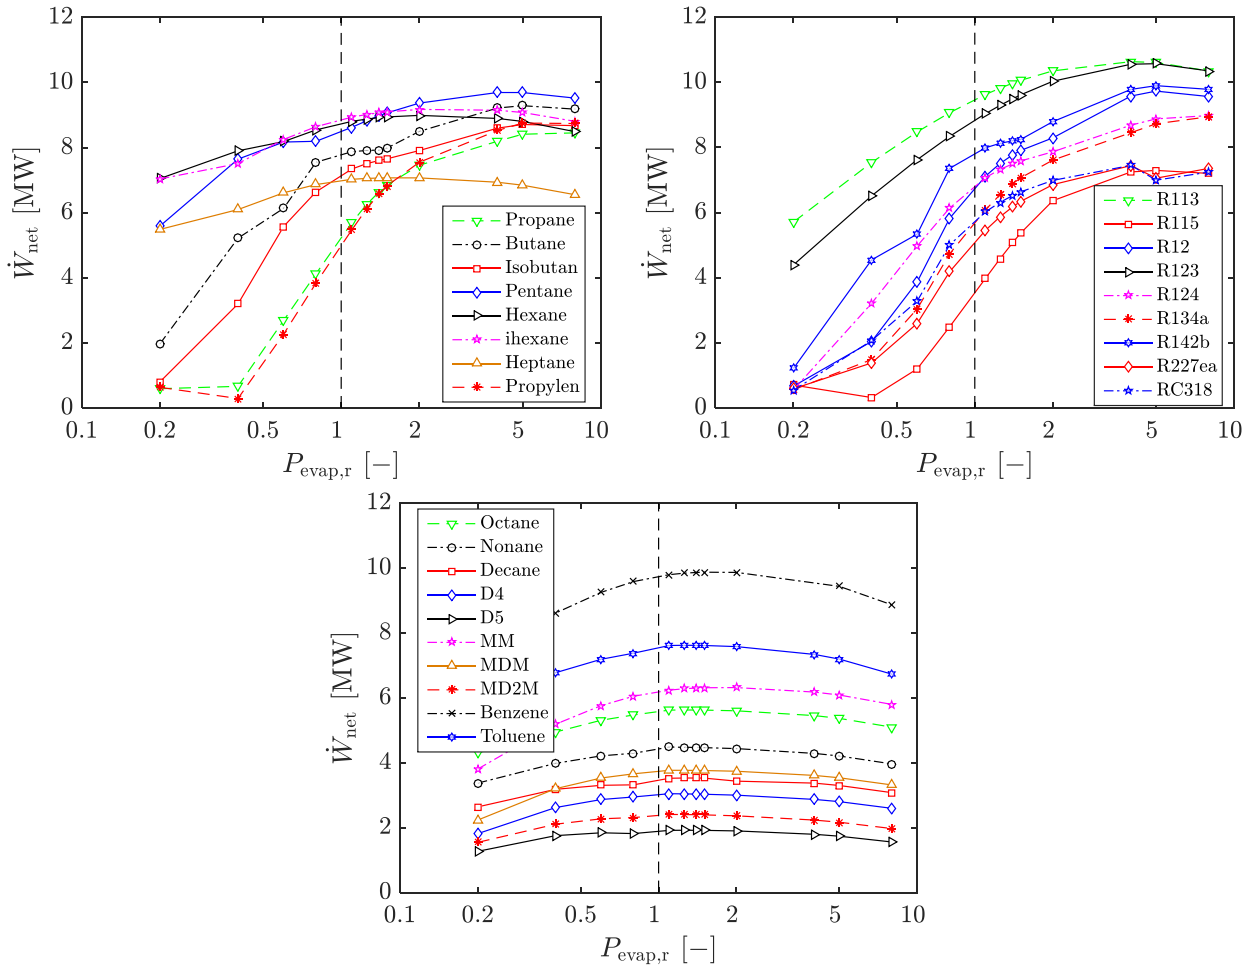 12
10
8
6
4
2
0
Ẇnet [MW]
Propane
Butane
Isobutan
Pentane
Hexane
ihexane
Heptane
Propylen
0.1 0.2 0.5 1 2 5 10
Pevap,r [−]
12
10
8
6
4
2
0
Ẇnet [MW]
R113
R115
R12
R123
R124
R134a
R142b
R227ea
RC318
0.1 0.2 0.5 1 2 5 10
Pevap,r [−]
12
10
8
6
4
2
0
Ẇnet [MW]
Octane
Nonane
Decane
D4
D5
MM
MDM
MD2M
Benzene
Toluene
0.1 0.2 0.5 1 2 5 10
Pevap,r [−]